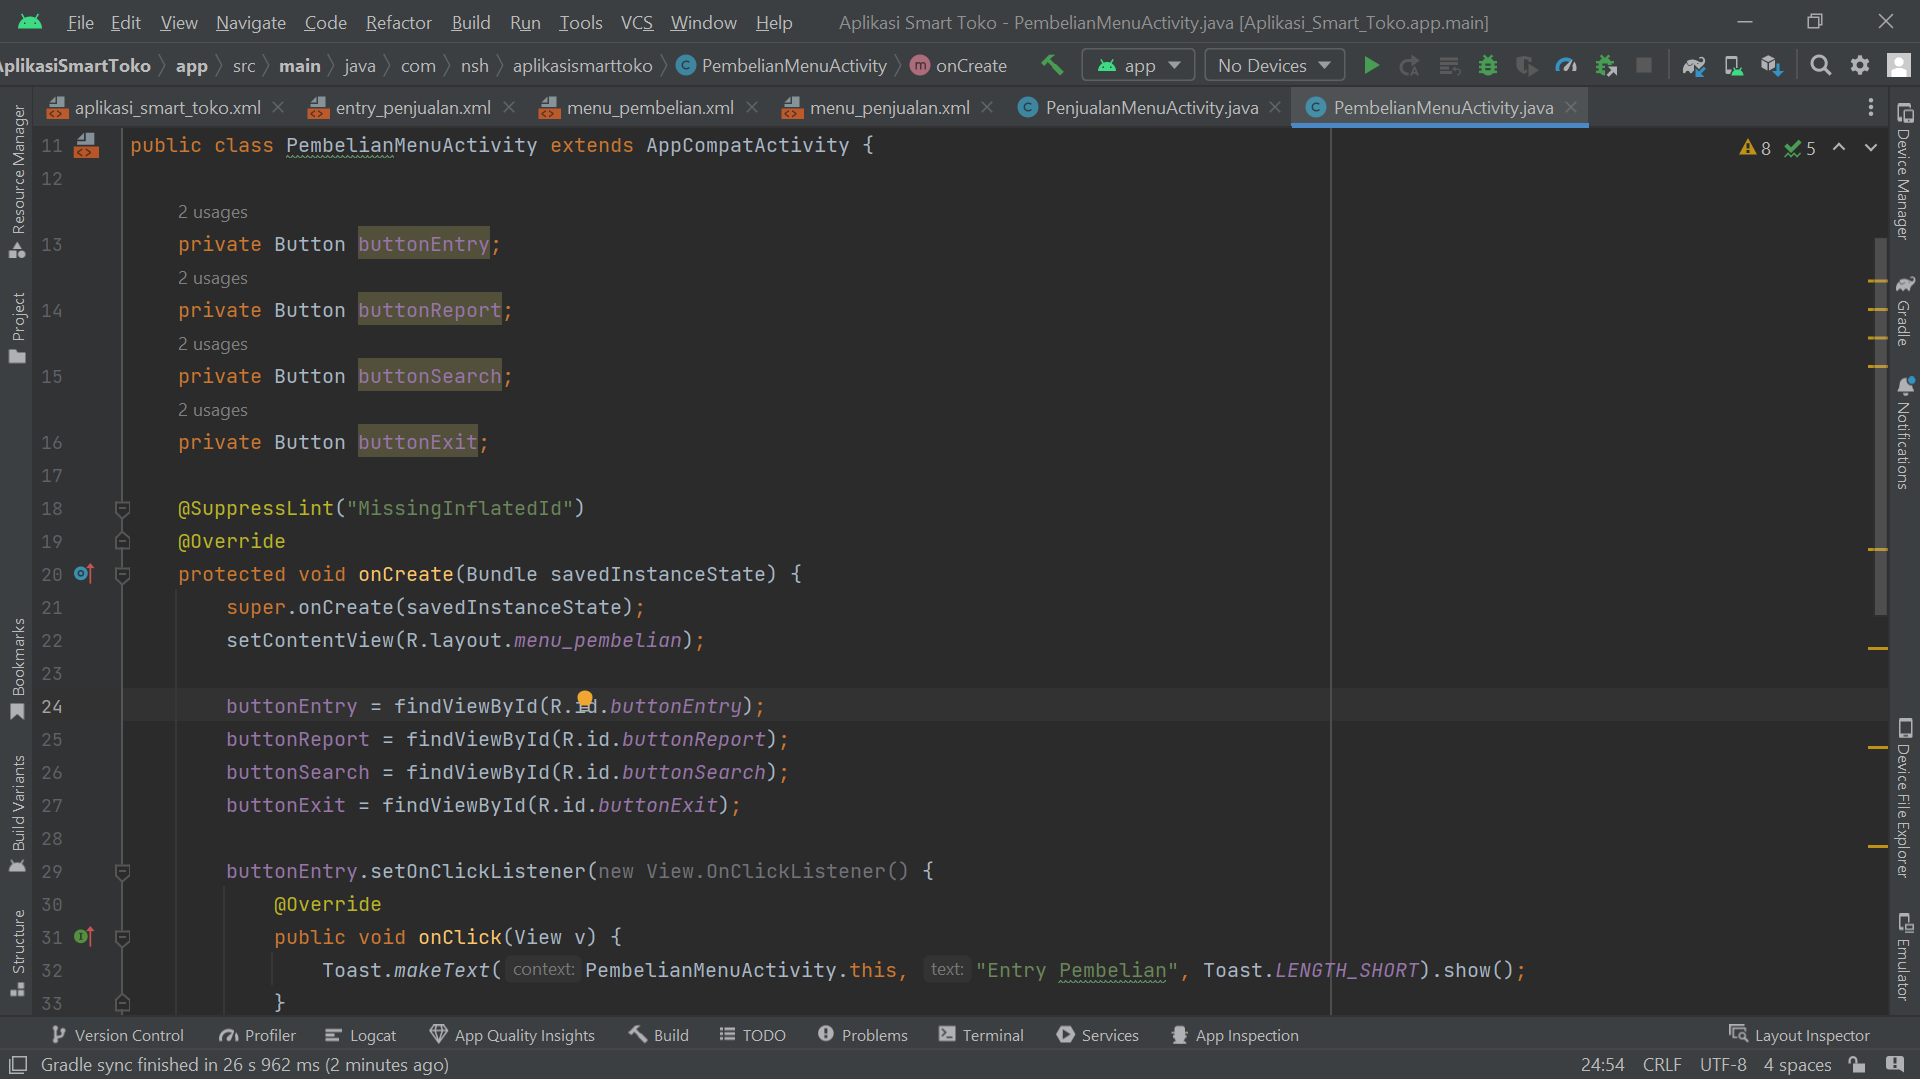 File Edit View Navigate Code Refactor Build Run Tools VCS Window Help Aplikasi Smart Toko - PembelianMenuActivity.java [Aplikasi_Smart_Toko.app.main]
AplikasiSmartToko app src main java com nsh aplikasismarttoko C PembelianMenuActivity m onCreate app No Devices
aplikasi_smart_toko.xml entry_penjualan.xml menu_pembelian.xml menu_penjualan.xml C PenjualanMenuActivity.java C PembelianMenuActivity.java
11 public class PembelianMenuActivity extends AppCompatActivity { 8 5
12
2 usages
13 private Button buttonEntry;
2 usages
14 private Button buttonReport;
2 usages
15 private Button buttonSearch;
2 usages
16 private Button buttonExit;
17
18 @SuppressLint("MissingInflatedId")
19 @Override
20 protected void onCreate(Bundle savedInstanceState) {
21 super.onCreate(savedInstanceState);
22 setContentView(R.layout.menu_pembelian);
23
24 buttonEntry = findViewById(R.id.buttonEntry);
25 buttonReport = findViewById(R.id.buttonReport);
26 buttonSearch = findViewById(R.id.buttonSearch);
27 buttonExit = findViewById(R.id.buttonExit);
28
29 buttonEntry.setOnClickListener(new View.OnClickListener() {
30 @Override
31 public void onClick(View v) {
32 Toast.makeText( context: PembelianMenuActivity.this, text: "Entry Pembelian", Toast.LENGTH_SHORT).show();
33 }
Resource Manager
Project
Bookmarks
Build Variants
Structure
Device Manager
Gradle
Notifications
Device File Explorer
Emulator
Version Control Profiler Logcat App Quality Insights Build TODO Problems Terminal Services App Inspection Layout Inspector
Gradle sync finished in 26 s 962 ms (2 minutes ago) 24:54 CRLF UTF-8 4 spaces